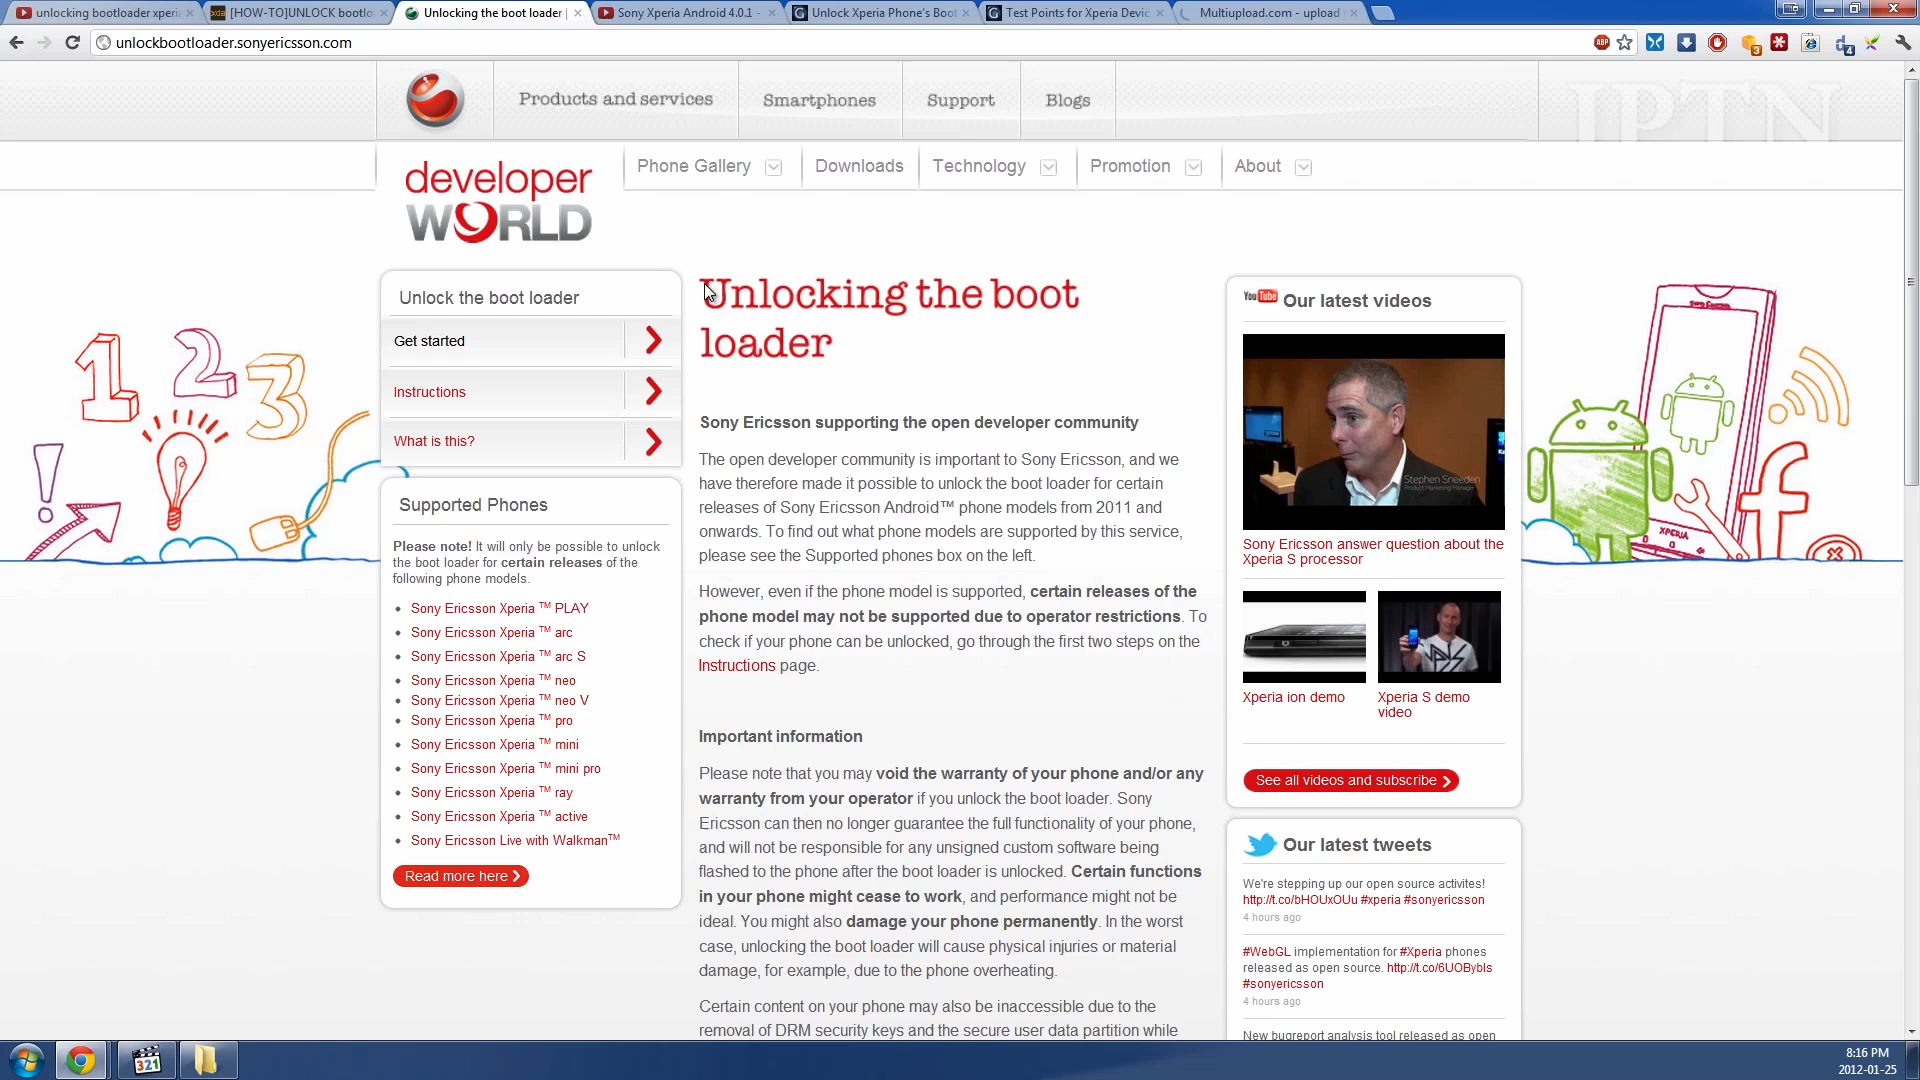 unlocking bootloader xperi
[HOW-TO]UNLOCK bootlo
Unlocking the boot loader |
Sony Xperia Android 4.0.1 -
Unlock Xperia Phone's Boot
Test Points for Xperia Devic
Multiupload.com - upload
unlockbootloader.sonyericsson.com
ABP
3
4
Products and services
Smartphones
Support
Blogs
IPTN
developer
WORLD
Phone Gallery
Downloads
Technology
Promotion
About
Unlock the boot loader
Get started
Instructions
What is this?
Supported Phones
Please note! It will only be possible to unlock
the boot loader for certain releases of the
following phone models.
Sony Ericsson Xperia ™ PLAY
Sony Ericsson Xperia ™ arc
Sony Ericsson Xperia ™ arc S
Sony Ericsson Xperia ™ neo
Sony Ericsson Xperia ™ neo V
Sony Ericsson Xperia ™ pro
Sony Ericsson Xperia ™ mini
Sony Ericsson Xperia ™ mini pro
Sony Ericsson Xperia ™ ray
Sony Ericsson Xperia ™ active
Sony Ericsson Live with Walkman™
Read more here
Unlocking the boot
loader
Sony Ericsson supporting the open developer community
The open developer community is important to Sony Ericsson, and we
have therefore made it possible to unlock the boot loader for certain
releases of Sony Ericsson Android™ phone models from 2011 and
onwards. To find out what phone models are supported by this service,
please see the Supported phones box on the left.
However, even if the phone model is supported, certain releases of the
phone model may not be supported due to operator restrictions. To
check if your phone can be unlocked, go through the first two steps on the
Instructions page.
Important information
Please note that you may void the warranty of your phone and/or any
warranty from your operator if you unlock the boot loader. Sony
Ericsson can then no longer guarantee the full functionality of your phone,
and will not be responsible for any unsigned custom software being
flashed to the phone after the boot loader is unlocked. Certain functions
in your phone might cease to work, and performance might not be
ideal. You might also damage your phone permanently. In the worst
case, unlocking the boot loader will cause physical injuries or material
damage, for example, due to the phone overheating.
Certain content on your phone may also be inaccessible due to the
removal of DRM security keys and the secure user data partition while
YouTube Our latest videos
Stephen Sneeden
Product Marketing Manager
Sony Ericsson answer question about the
Xperia S processor
Xperia ion demo
Xperia S demo
video
See all videos and subscribe
Our latest tweets
We're stepping up our open source activites!
http://t.co/bHOUxOUu #xperia #sonyericsson
4 hours ago
#WebGL implementation for #Xperia phones
released as open source. http://t.co/6UOBybIs
#sonyericsson
4 hours ago
New bugreport analysis tool released as open
1 2 3
XPERIA
321
8:16 PM
2012-01-25